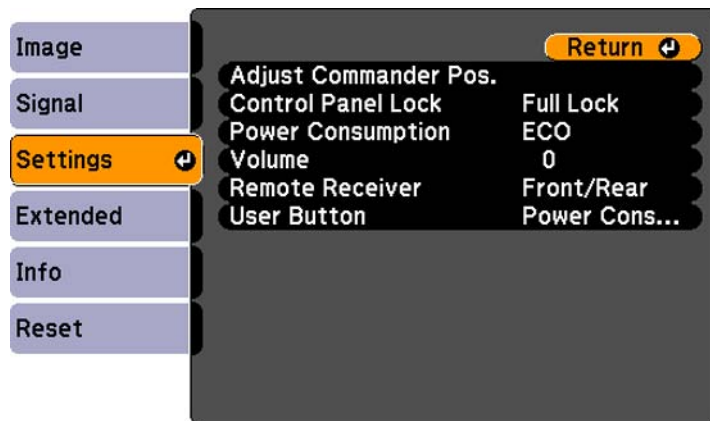 Image
Signal
Settings
Extended
Info
Reset
Return
Adjust Commander Pos.
Control Panel Lock Full Lock
Power Consumption ECO
Volume 0
Remote Receiver Front/Rear
User Button Power Cons...